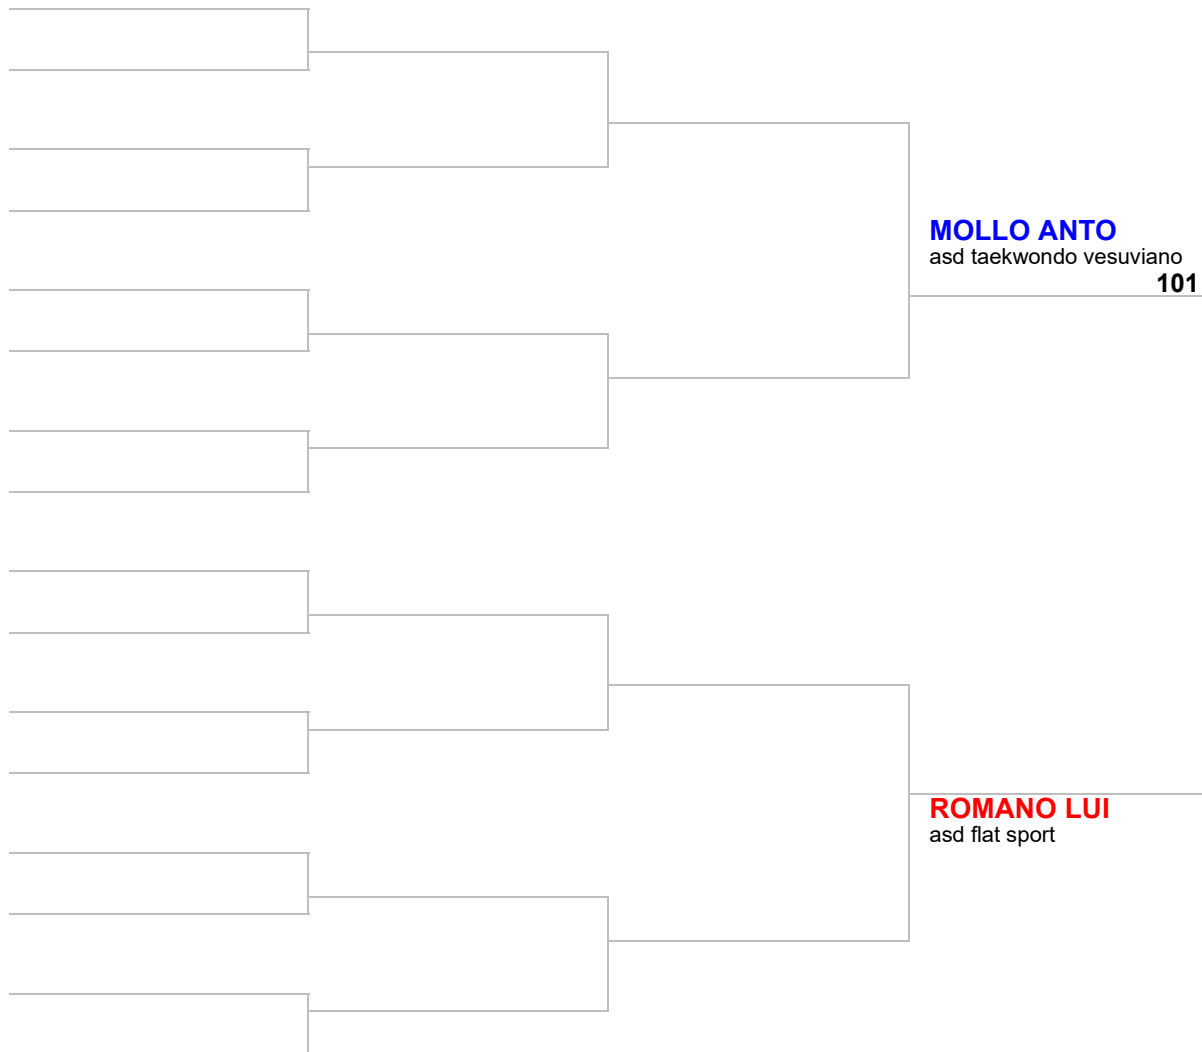 MOLLO ANTO
asd taekwondo vesuviano
101
ROMANO LUI
asd flat sport